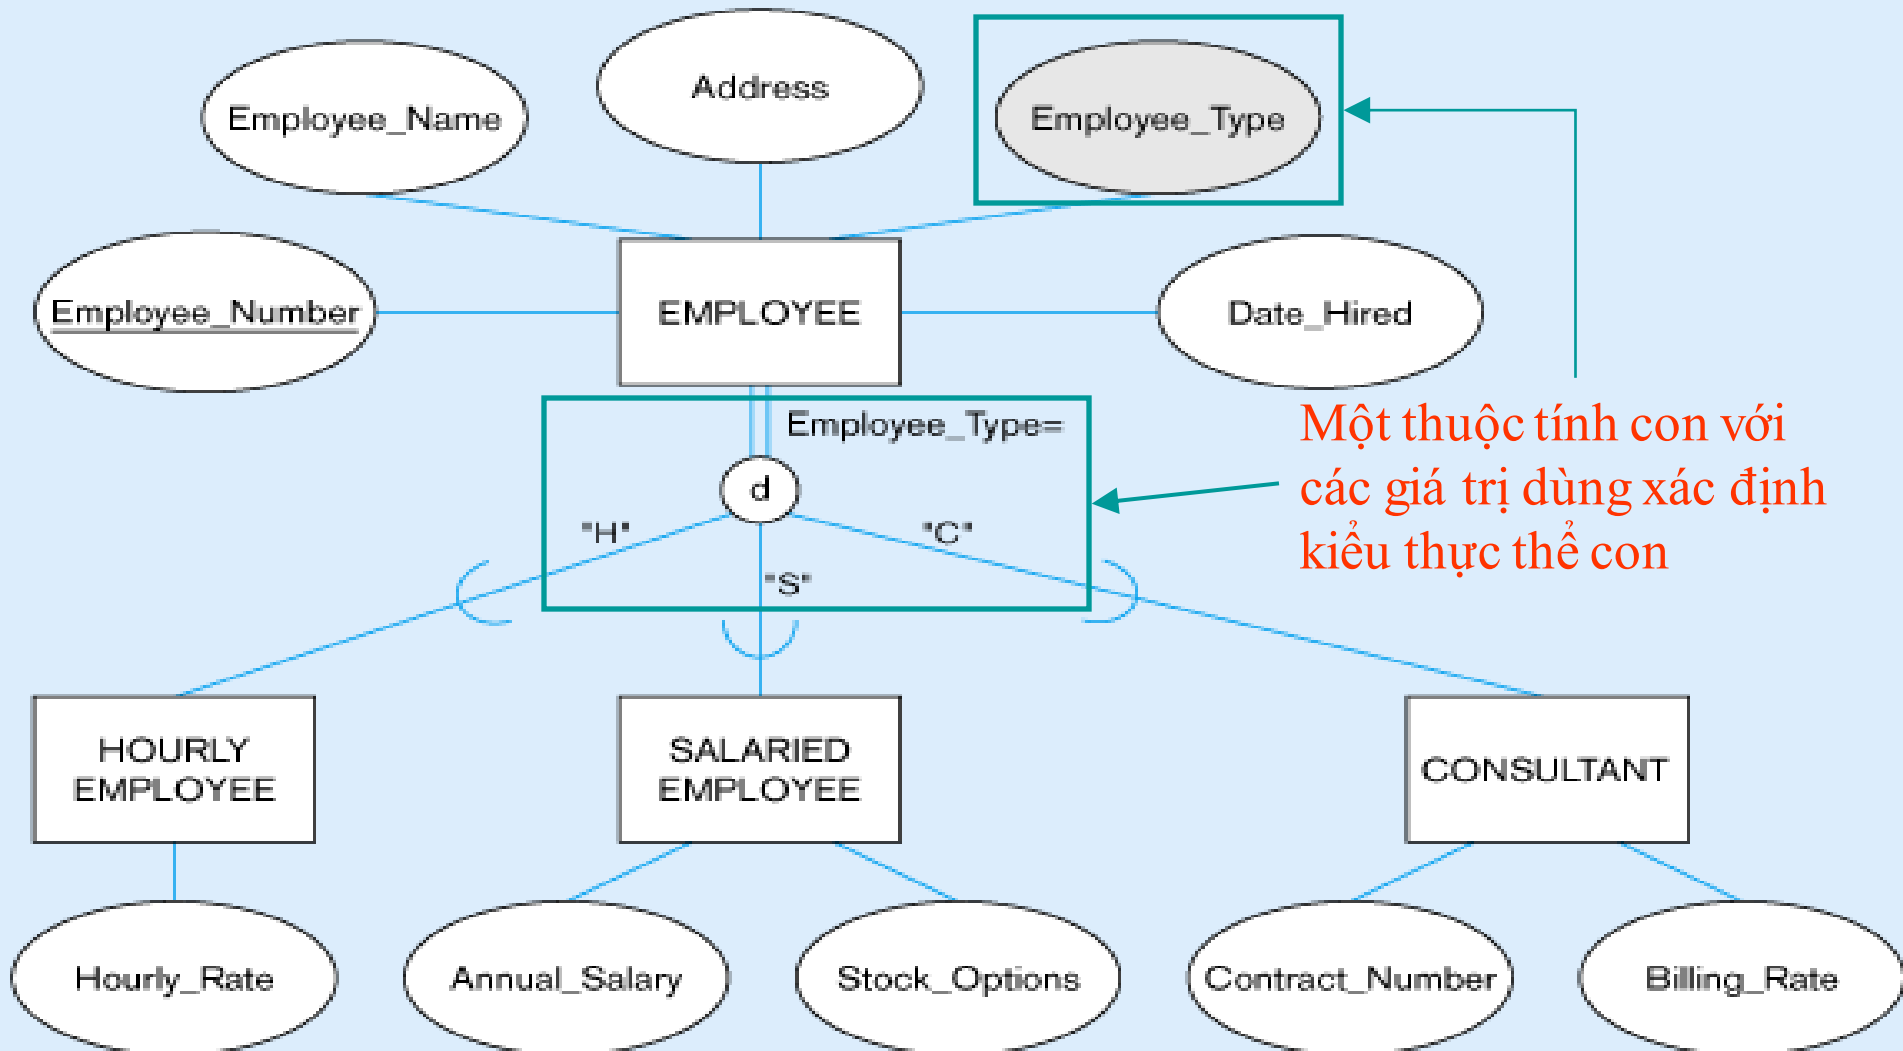 Address
Employee_Name
Employee_Type
Employee_Number
EMPLOYEE
Date_Hired
Employee_Type=
d
"H"
"S"
"C"
Một thuộc tính con với
các giá trị dùng xác định
kiểu thực thể con
HOURLY
EMPLOYEE
SALARIED
EMPLOYEE
CONSULTANT
Hourly_Rate
Annual_Salary
Stock_Options
Contract_Number
Billing_Rate